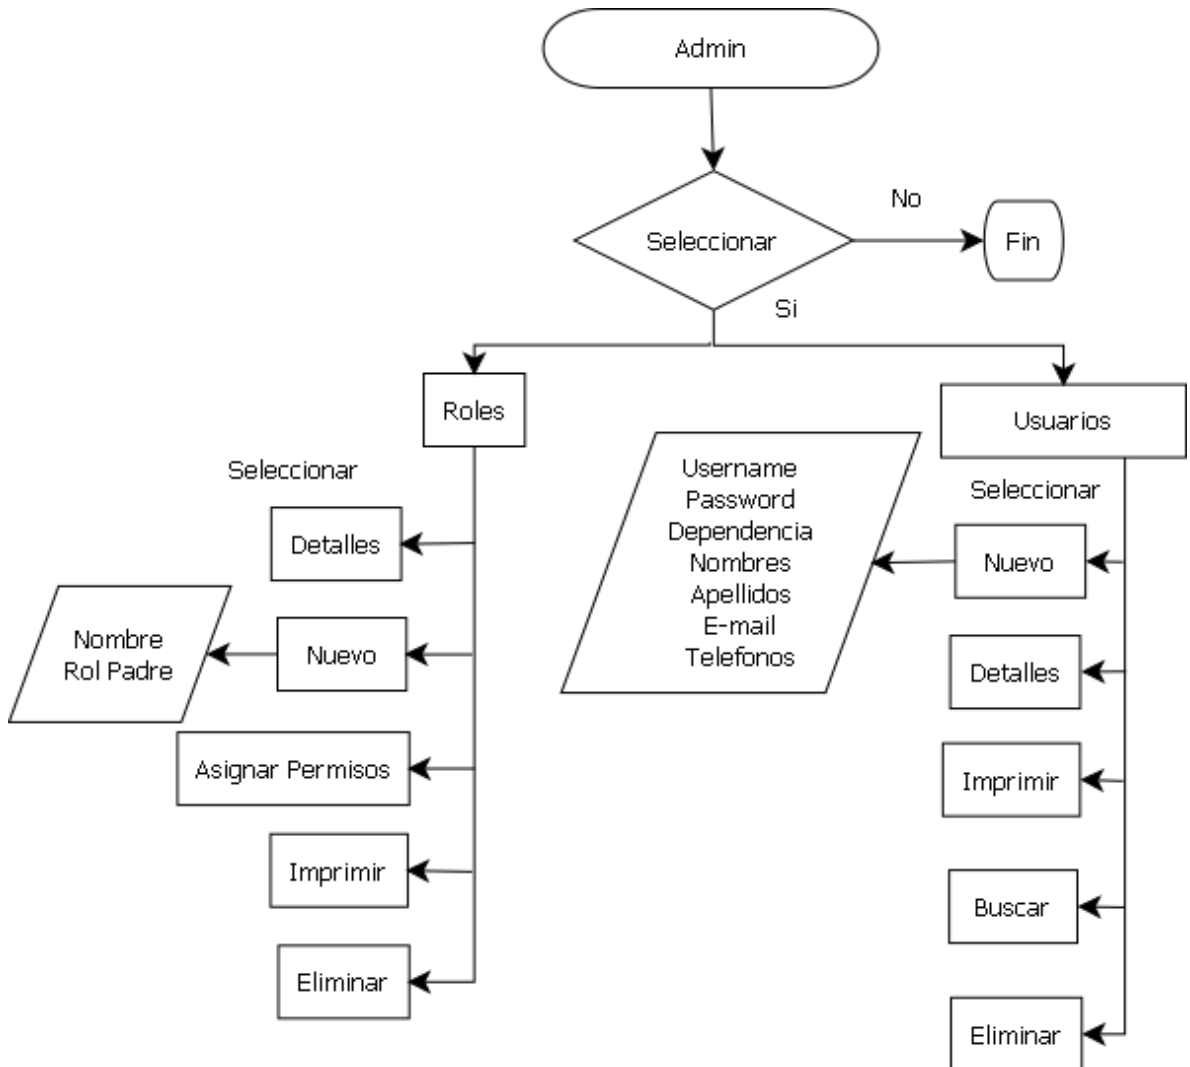 Admin
Seleccionar
No
Fin
Si
Roles
Usuarios
Seleccionar
Detalles
Nuevo
Nombre
Rol Padre
Asignar Permisos
Imprimir
Eliminar
Seleccionar
Nuevo
Username
Password
Dependencia
Nombres
Apellidos
E-mail
Telefonos
Detalles
Imprimir
Buscar
Eliminar